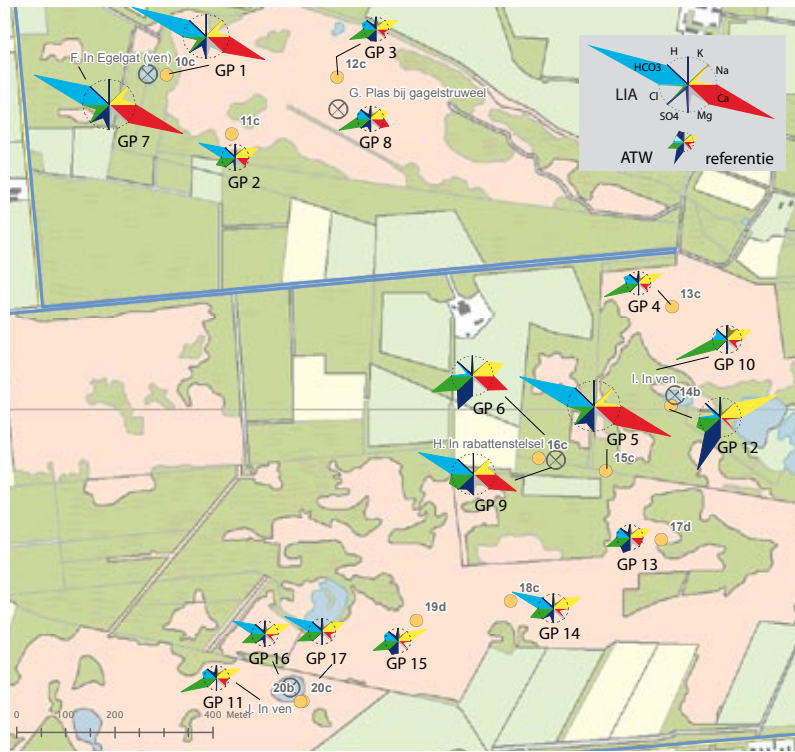 F. In Egelgat (ven)
10c
GP 1
GP 3
12c
G. Plas bij gagelstruweel
GP 7
GP 8
11c
GP 2
H
K
HCO3
Na
LIA
Cl
Ca
SO4
Mg
ATW
referentie
GP 4
13c
GP 10
I. In ven
14b
GP 6
GP 5
GP 12
H. In rabattenstelsel
16c
15c
GP 9
17d
GP 13
18c
19d
GP 14
GP 16
GP 17
GP 15
20b
20c
GP 11
J. In ven
0
100
200
400
Meter